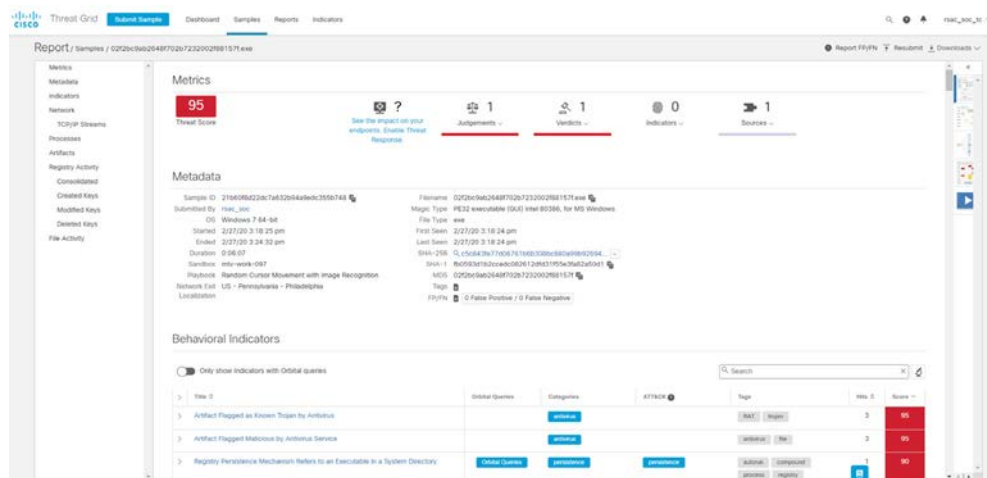 CISCO
Threat Grid Submit Sample Dashboard Samples Reports Indicators
Report / Samples / 02f2bc9ab2648f702b7232002f88157f.exe Report FP/FN Resubmit Downloads
Metrics
Metadata
Indicators
Network
TCP/IP Streams
Processes
Artifacts
Registry Activity
Consolidated
Created Keys
Modified Keys
Deleted Keys
File Activity
Metrics
95
Threat Score
?
See the impact on your endpoints. Enable Threat Response
1
Judgements
1
Verdicts
0
Indicators
1
Sources
Metadata
Sample ID
Submitted By rsac_soc
OS Windows 7 64-bit
Started 2/27/20 3:18:25 pm
Ended 2/27/20 3:24:32 pm
Duration 0:06:07
Sandbox mtv-work-097
Playbook Random Cursor Movement with Image Recognition
Network Exit Localization US - Pennsylvania - Philadelphia
Filename 02f2bc9ab2648f702b7232002f88157f.exe
Magic Type PE32 executable (GUI) Intel 80386, for MS Windows
File Type exe
First Seen 2/27/20 3:18:24 pm
Last Seen 2/27/20 3:18:24 pm
SHA-256
SHA-1
MD5 02f2bc9ab2648f702b7232002f88157f
Tags
FP/FN 0 False Positive / 0 False Negative
Behavioral Indicators
Only show Indicators with Orbital queries
Search
Title Orbital Queries Categories ATT&CK Tags Hits Score
Artifact Flagged as Known Trojan by Antivirus antivirus RAT trojan 3 95
Artifact Flagged Malicious by Antivirus Service antivirus antivirus file 3 95
Registry Persistence Mechanism Refers to an Executable in a System Directory Orbital Queries persistence persistence autorun compound process registry 1 90